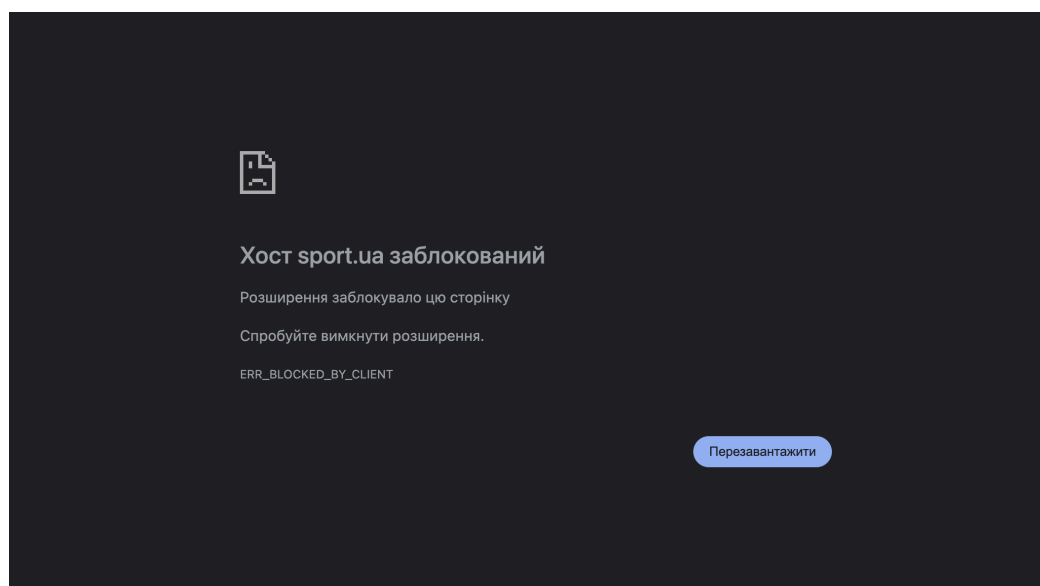 Хост sport.ua заблокований
Розширення заблокувало цю сторінку
Спробуйте вимкнути розширення.
ERR_BLOCKED_BY_CLIENT
Перезавантажити